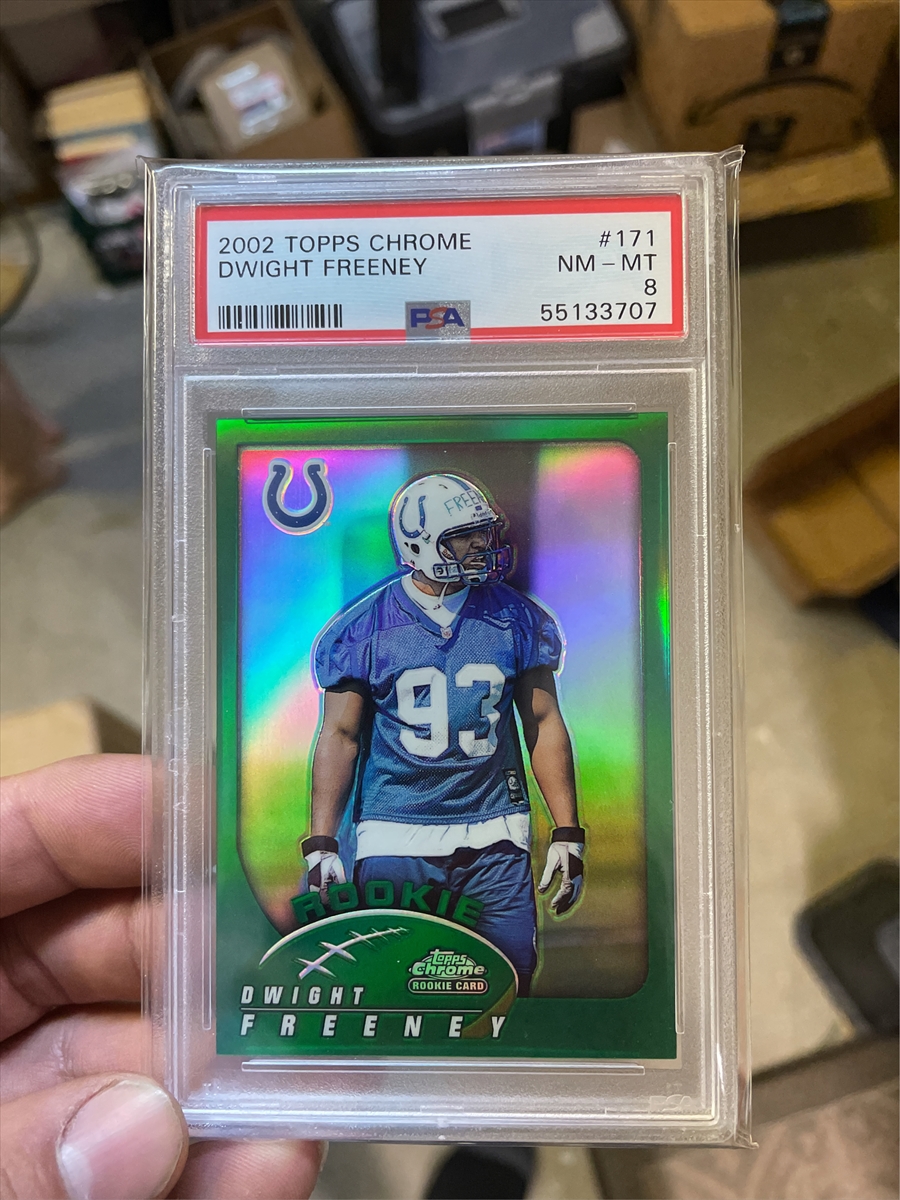 2002 TOPPS CHROME #171
DWIGHT FREENEY NM - MT
8
PSA 55133707
FREE
93
ROOKIE
Topps
Chrome
ROOKIE CARD
DWIGHT
FREENEY